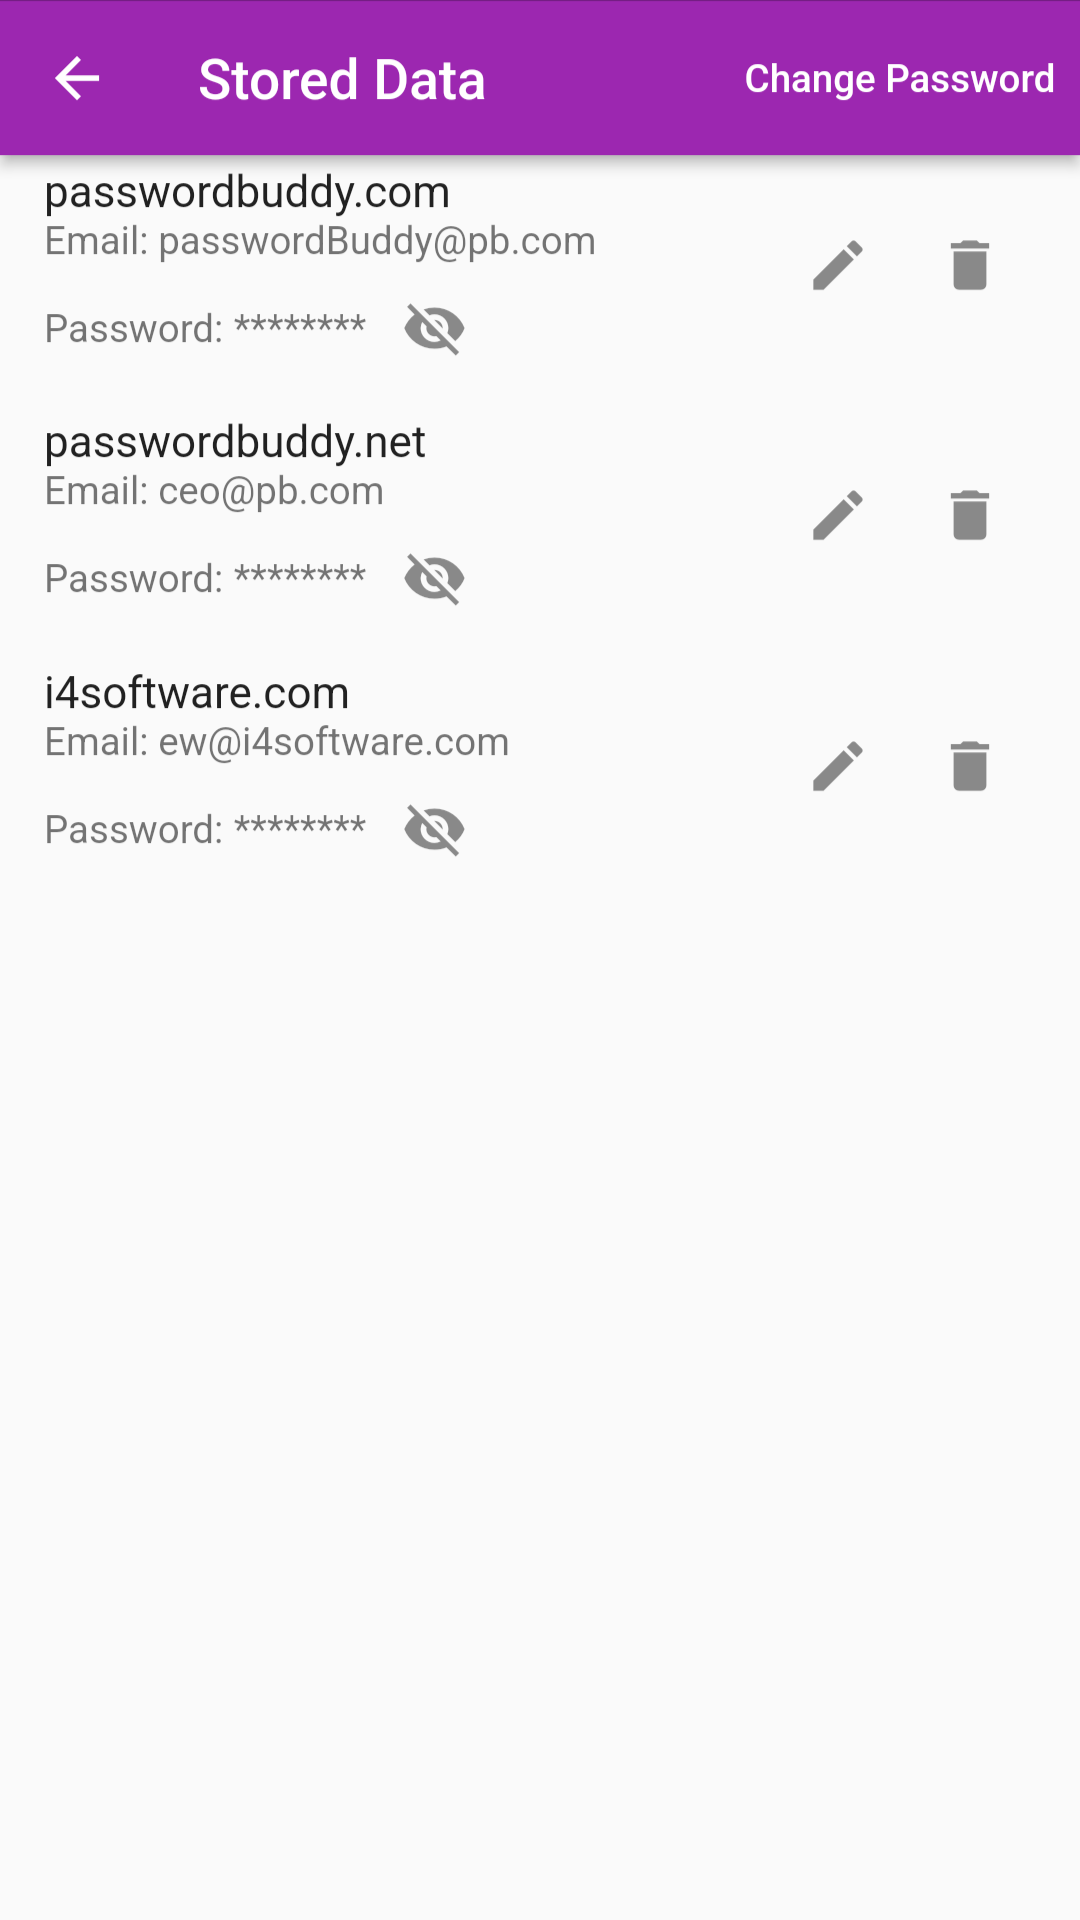 Stored Data Change Password
passwordbuddy.com
Email: passwordBuddy@pb.com
Password: ********
passwordbuddy.net
Email: ceo@pb.com
Password: ********
i4software.com
Email: ew@i4software.com
Password: ********